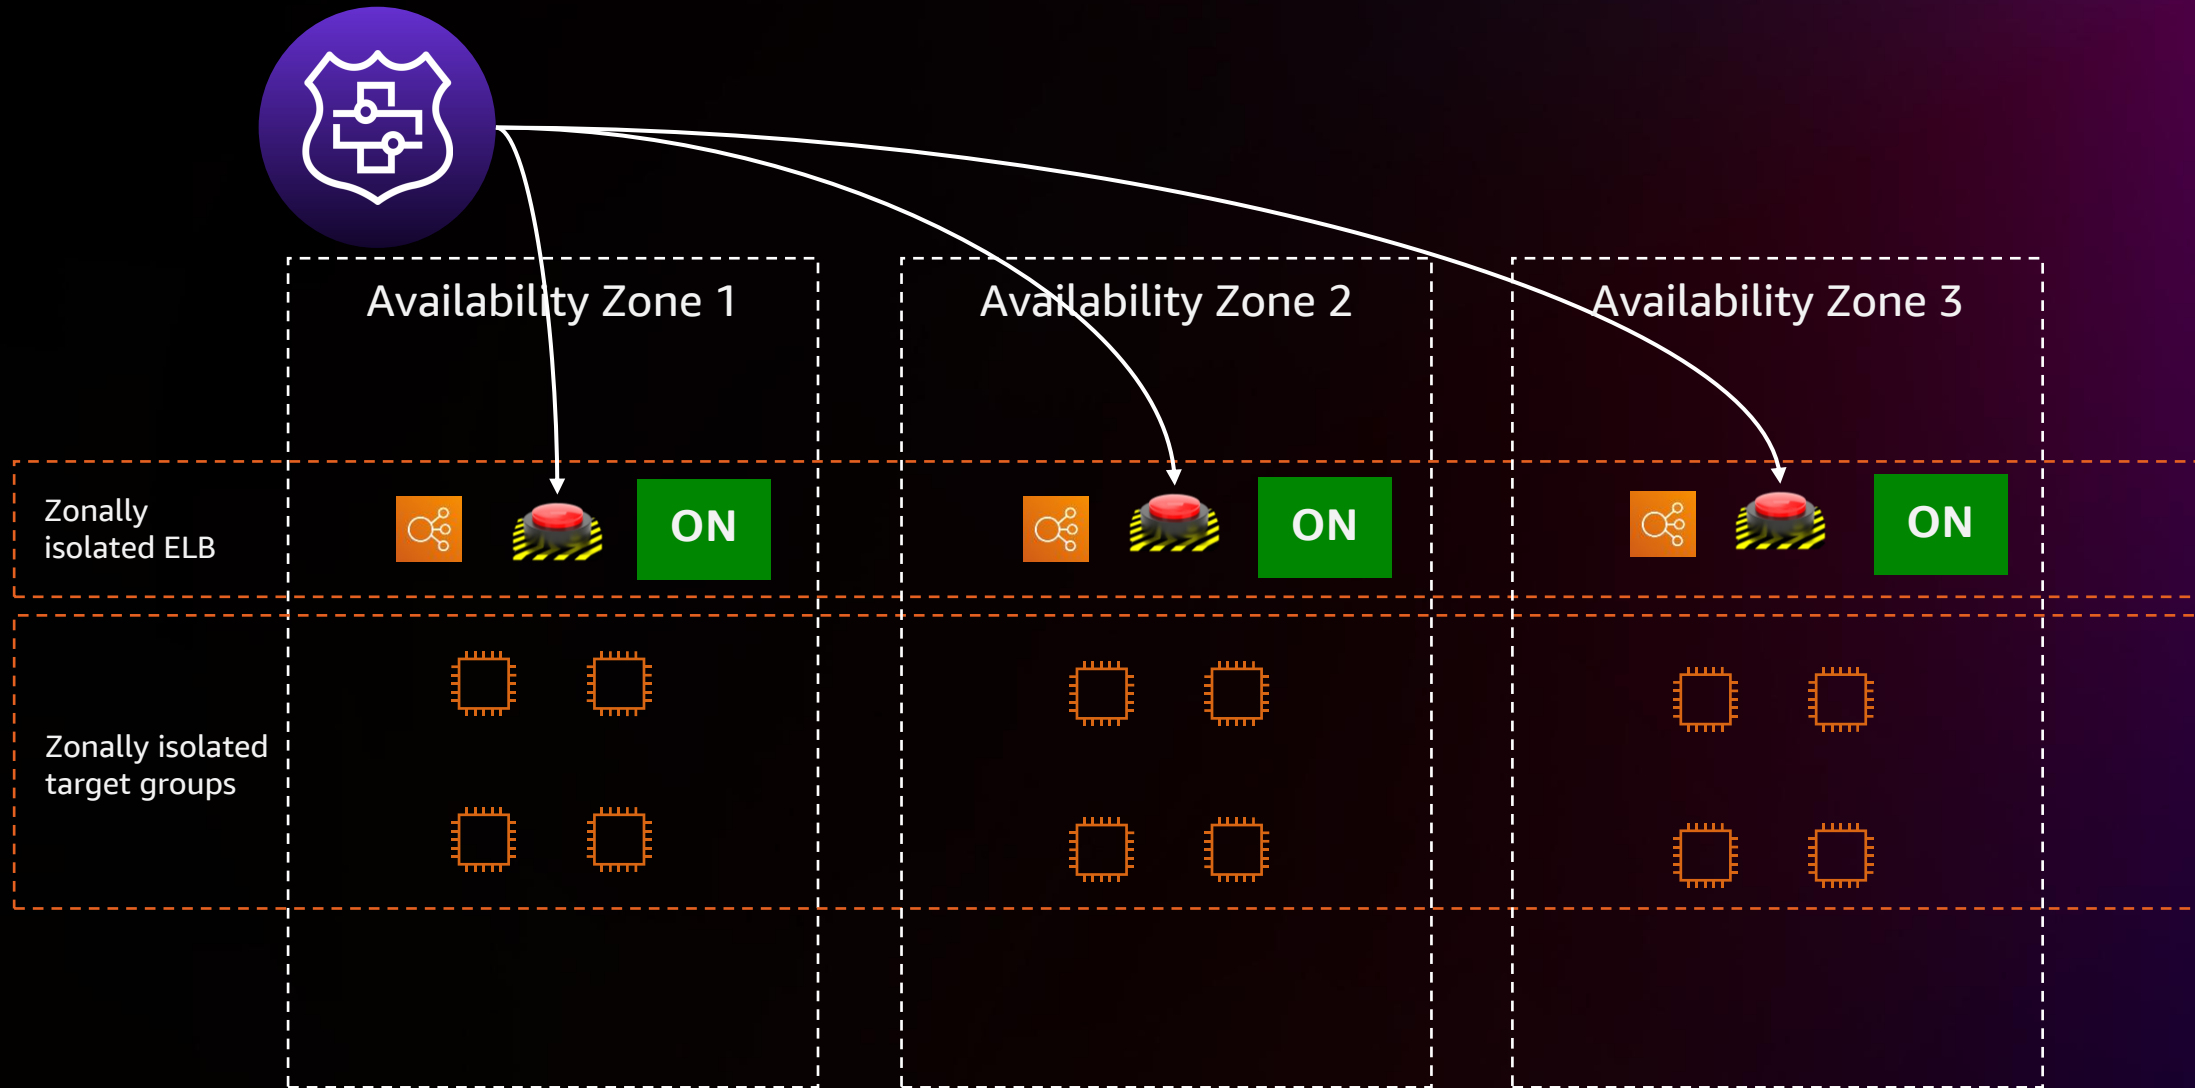 Availability Zone 1
Availability Zone 2
Availability Zone 3
Zonally
isolated ELB
ON
ON
ON
Zonally isolated
target groups